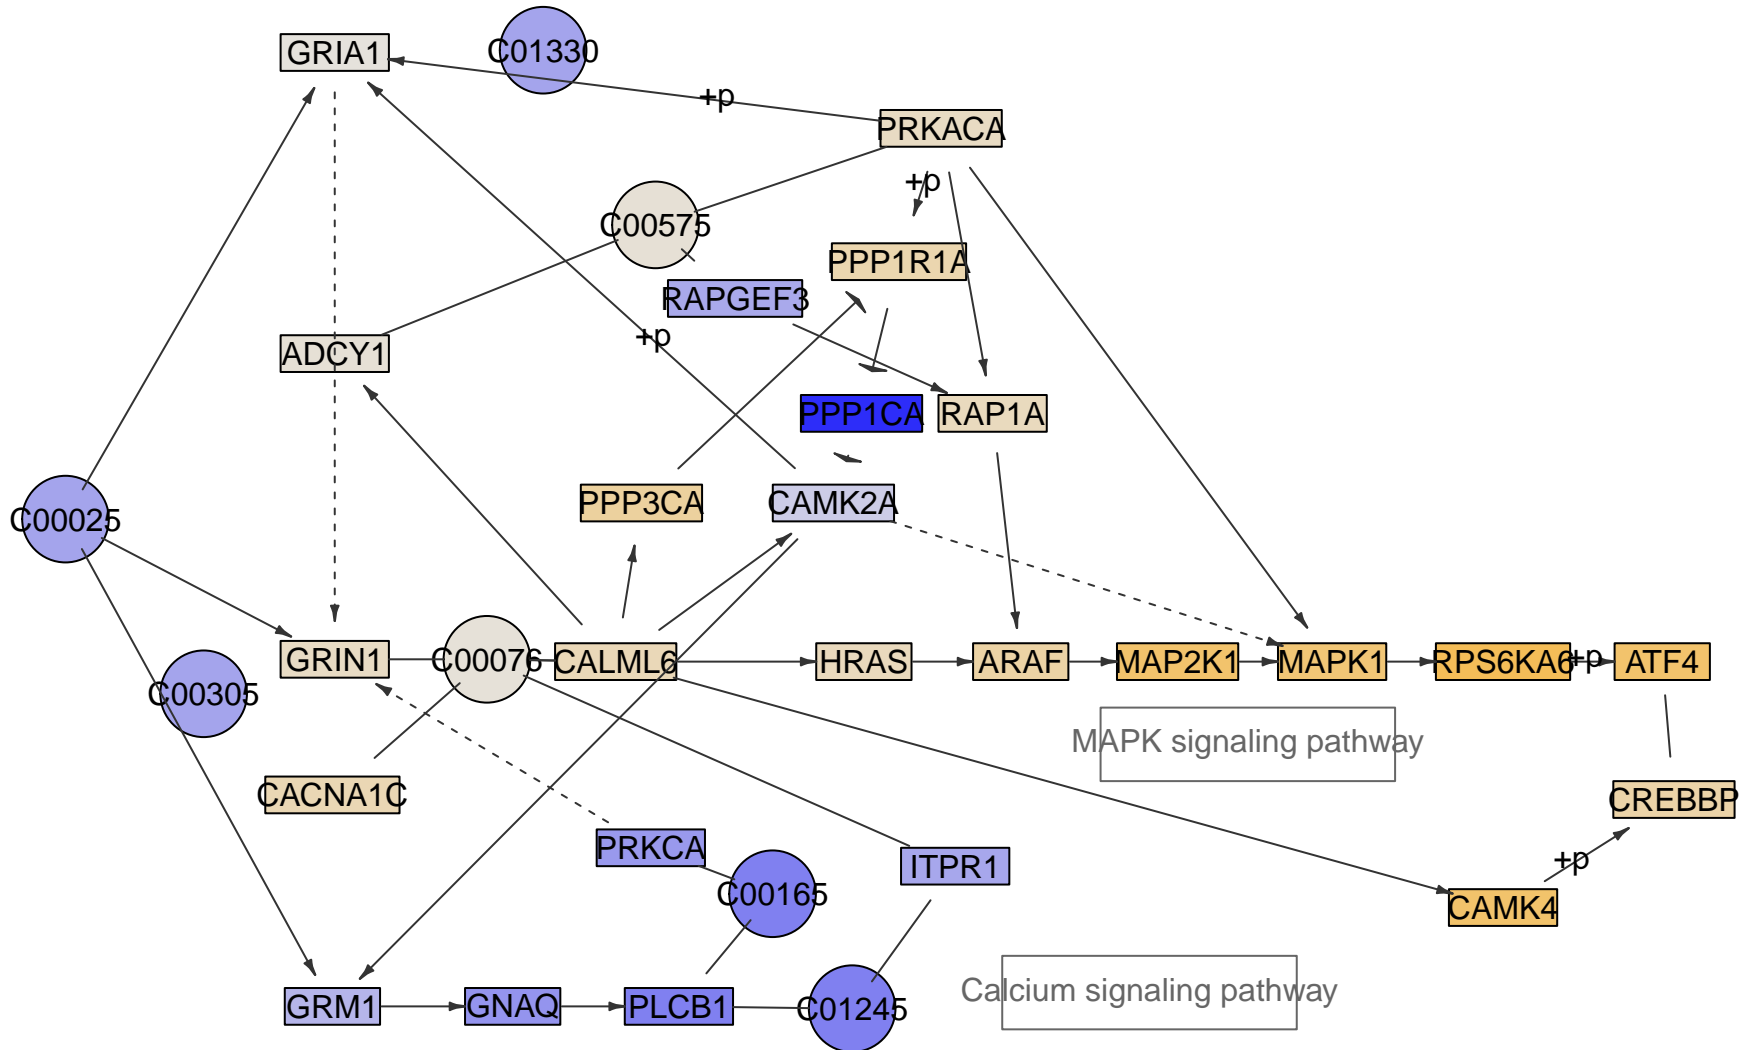 GRIA1
C01330
+p
PRKACA
+p
C00575
PPP1R1A
RAPGEF3
+p
ADCY1
PPP1CA
RAP1A
PPP3CA
CAMK2A
C00025
GRIN1
C00076
CALML6
HRAS
ARAF
MAP2K1
MAPK1
RPS6KA6
+p
ATF4
C00305
MAPK signaling pathway
CACNA1C
CREBBP
PRKCA
ITPR1
+p
C00165
CAMK4
Calcium signaling pathway
GRM1
GNAQ
PLCB1
C01245